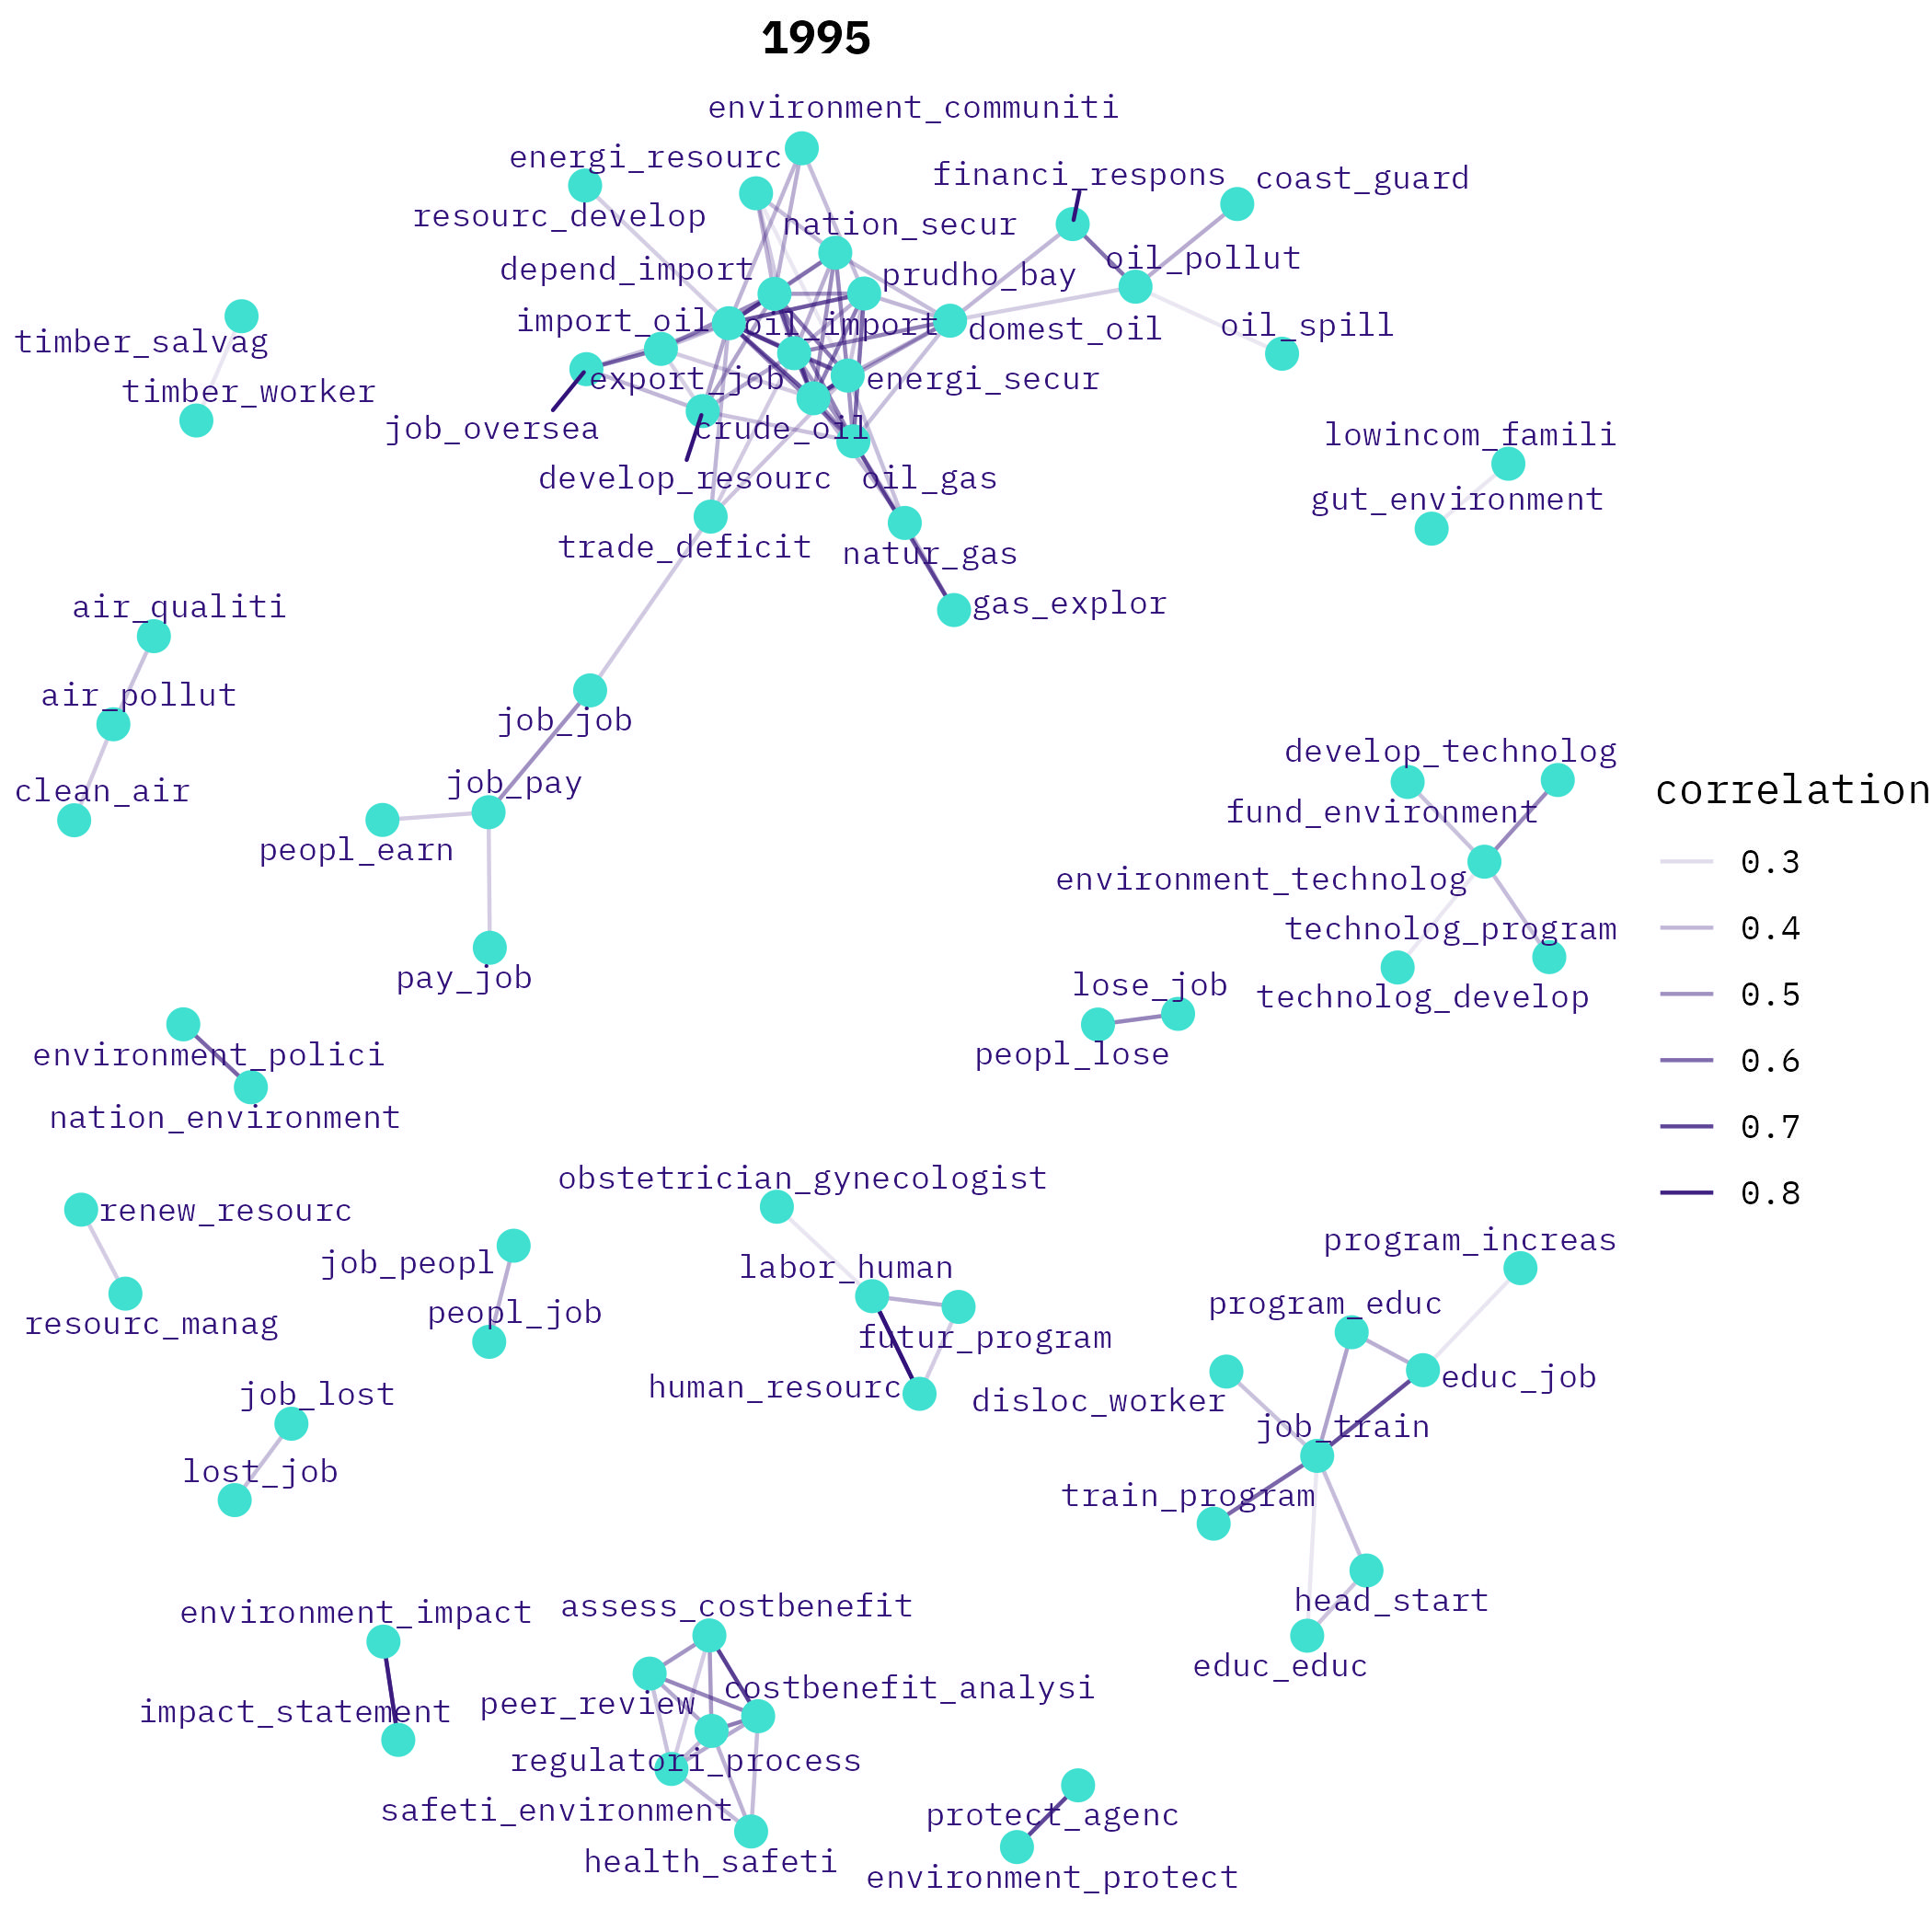 1995
environment_communiti
energi_resourc
financi_respons
coast_guard
resourc_develop
nation_secur
oil_pollut
depend_import
prudho_bay
import_oil
oil_import
domest_oil
oil_spill
timber_salvag
timber_worker
export_job
energi_secur
job_oversea
crude_oil
lowincom_famili
develop_resourc
oil_gas
gut_environment
trade_deficit
natur_gas
gas_explor
air_qualiti
air_pollut
clean_air
job_job
job_pay
peopl_earn
pay_job
develop_technolog
fund_environment
environment_technolog
technolog_program
technolog_develop
lose_job
peopl_lose
correlation
0.3
0.4
0.5
0.6
0.7
0.8
environment_polici
nation_environment
renew_resourc
resourc_manag
job_peopl
peopl_job
obstetrician_gynecologist
labor_human
futur_program
human_resourc
program_increas
program_educ
educ_job
disloc_worker
job_train
train_program
head_start
educ_educ
job_lost
lost_job
environment_impact
impact_statement
assess_costbenefit
costbenefit_analysi
peer_review
regulatori_process
safeti_environment
health_safeti
protect_agenc
environment_protect